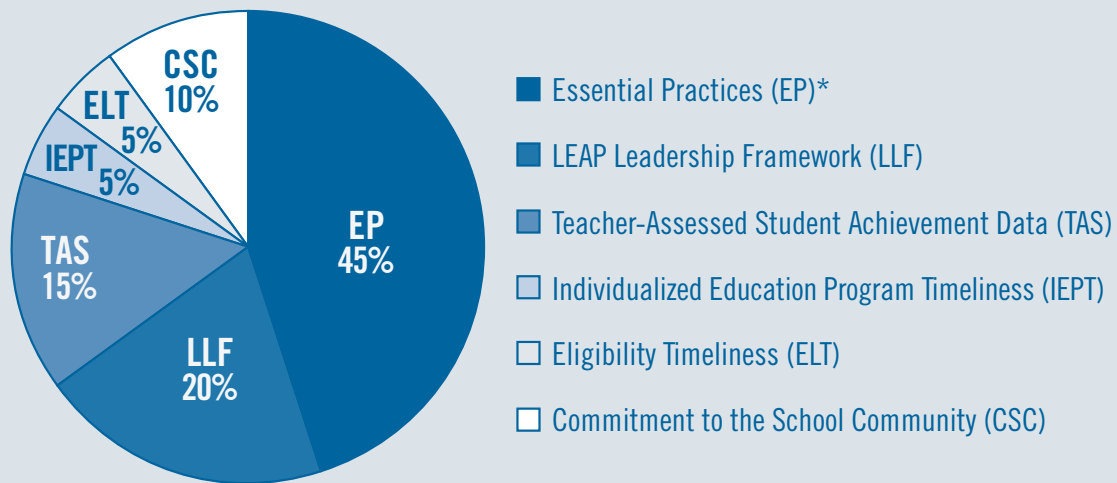 CSC
10%
ELT
5%
IEPT
5%
TAS
15%
LLF
20%
EP
45%
Essential Practices (EP)*
LEAP Leadership Framework (LLF)
Teacher-Assessed Student Achievement Data (TAS)
Individualized Education Program Timeliness (IEPT)
Eligibility Timeliness (ELT)
Commitment to the School Community (CSC)